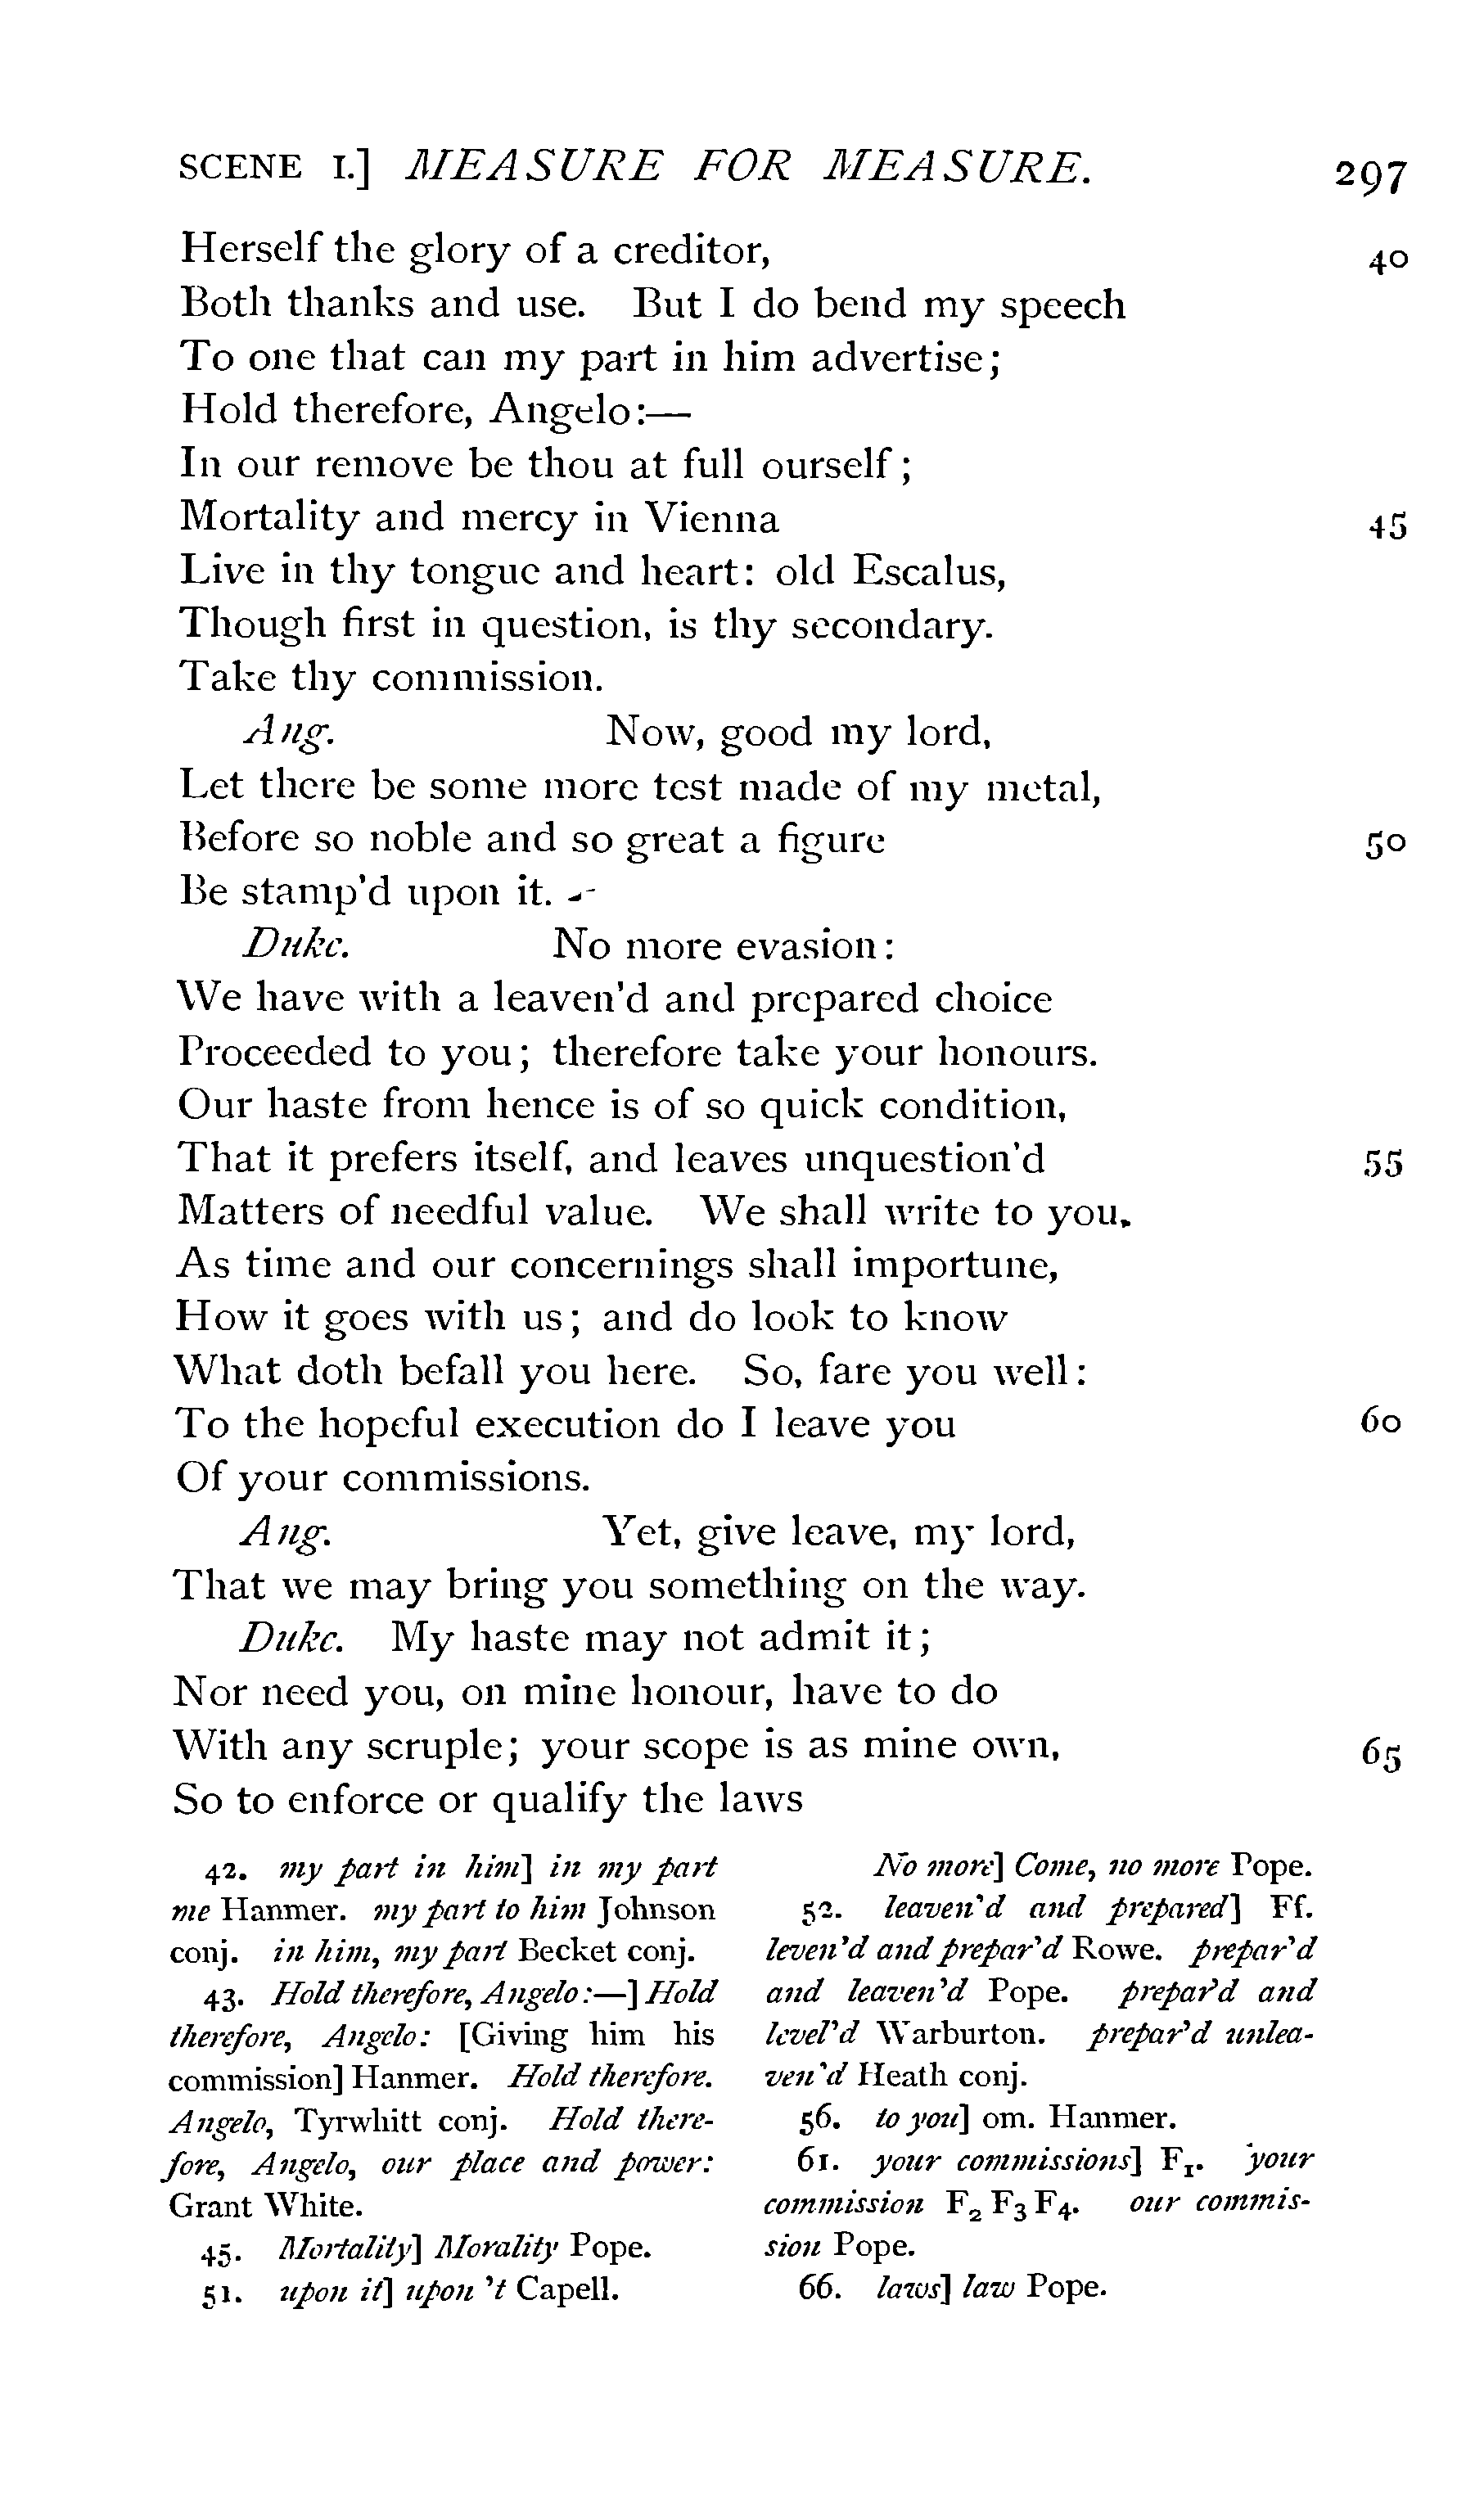 SCENE I.] MEASURE FOR MEASURE. 297
Herself the glory of a creditor, 40
Both thanks and use. But I do bend my speech
To one that can my part in him advertise;
Hold therefore, Angelo:—
In our remove be thou at full ourself;
Mortality and mercy in Vienna 45
Live in thy tongue and heart: old Escalus,
Though first in question, is thy secondary.
Take thy commission.
Ang. Now, good my lord,
Let there be some more test made of my metal,
Before so noble and so great a figure 50
Be stamp'd upon it.
Duke. No more evasion:
We have with a leaven'd and prepared choice
Proceeded to you; therefore take your honours.
Our haste from hence is of so quick condition,
That it prefers itself, and leaves unquestion'd 55
Matters of needful value. We shall write to you,
As time and our concernings shall importune,
How it goes with us; and do look to know
What doth befall you here. So, fare you well:
To the hopeful execution do I leave you 60
Of your commissions.
Ang. Yet, give leave, my lord,
That we may bring you something on the way.
Duke. My haste may not admit it;
Nor need you, on mine honour, have to do
With any scruple; your scope is as mine own, 65
So to enforce or qualify the laws
42. my part in him] in my part
me Hanmer. my part to him Johnson
conj. in him, my part Becket conj.
43. Hold therefore, Angelo:—] Hold
therefore, Angelo: [Giving him his
commission] Hanmer. Hold therefore.
Angelo, Tyrwhitt conj. Hold there-
fore, Angelo, our place and power:
Grant White.
45. Mortality] Morality Pope.
51. upon it] upon 't Capell.
No more] Come, no more Pope.
52. leaven'd and prepared] Ff.
leven'd and prepar'd Rowe. prepar'd
and leaven'd Pope. prepar'd and
level'd Warburton. prepar'd unlea-
ven'd Heath conj.
56. to you] om. Hanmer.
61. your commissions] F1. your
commission F2 F3 F4. our commis-
sion Pope.
66. laws] law Pope.